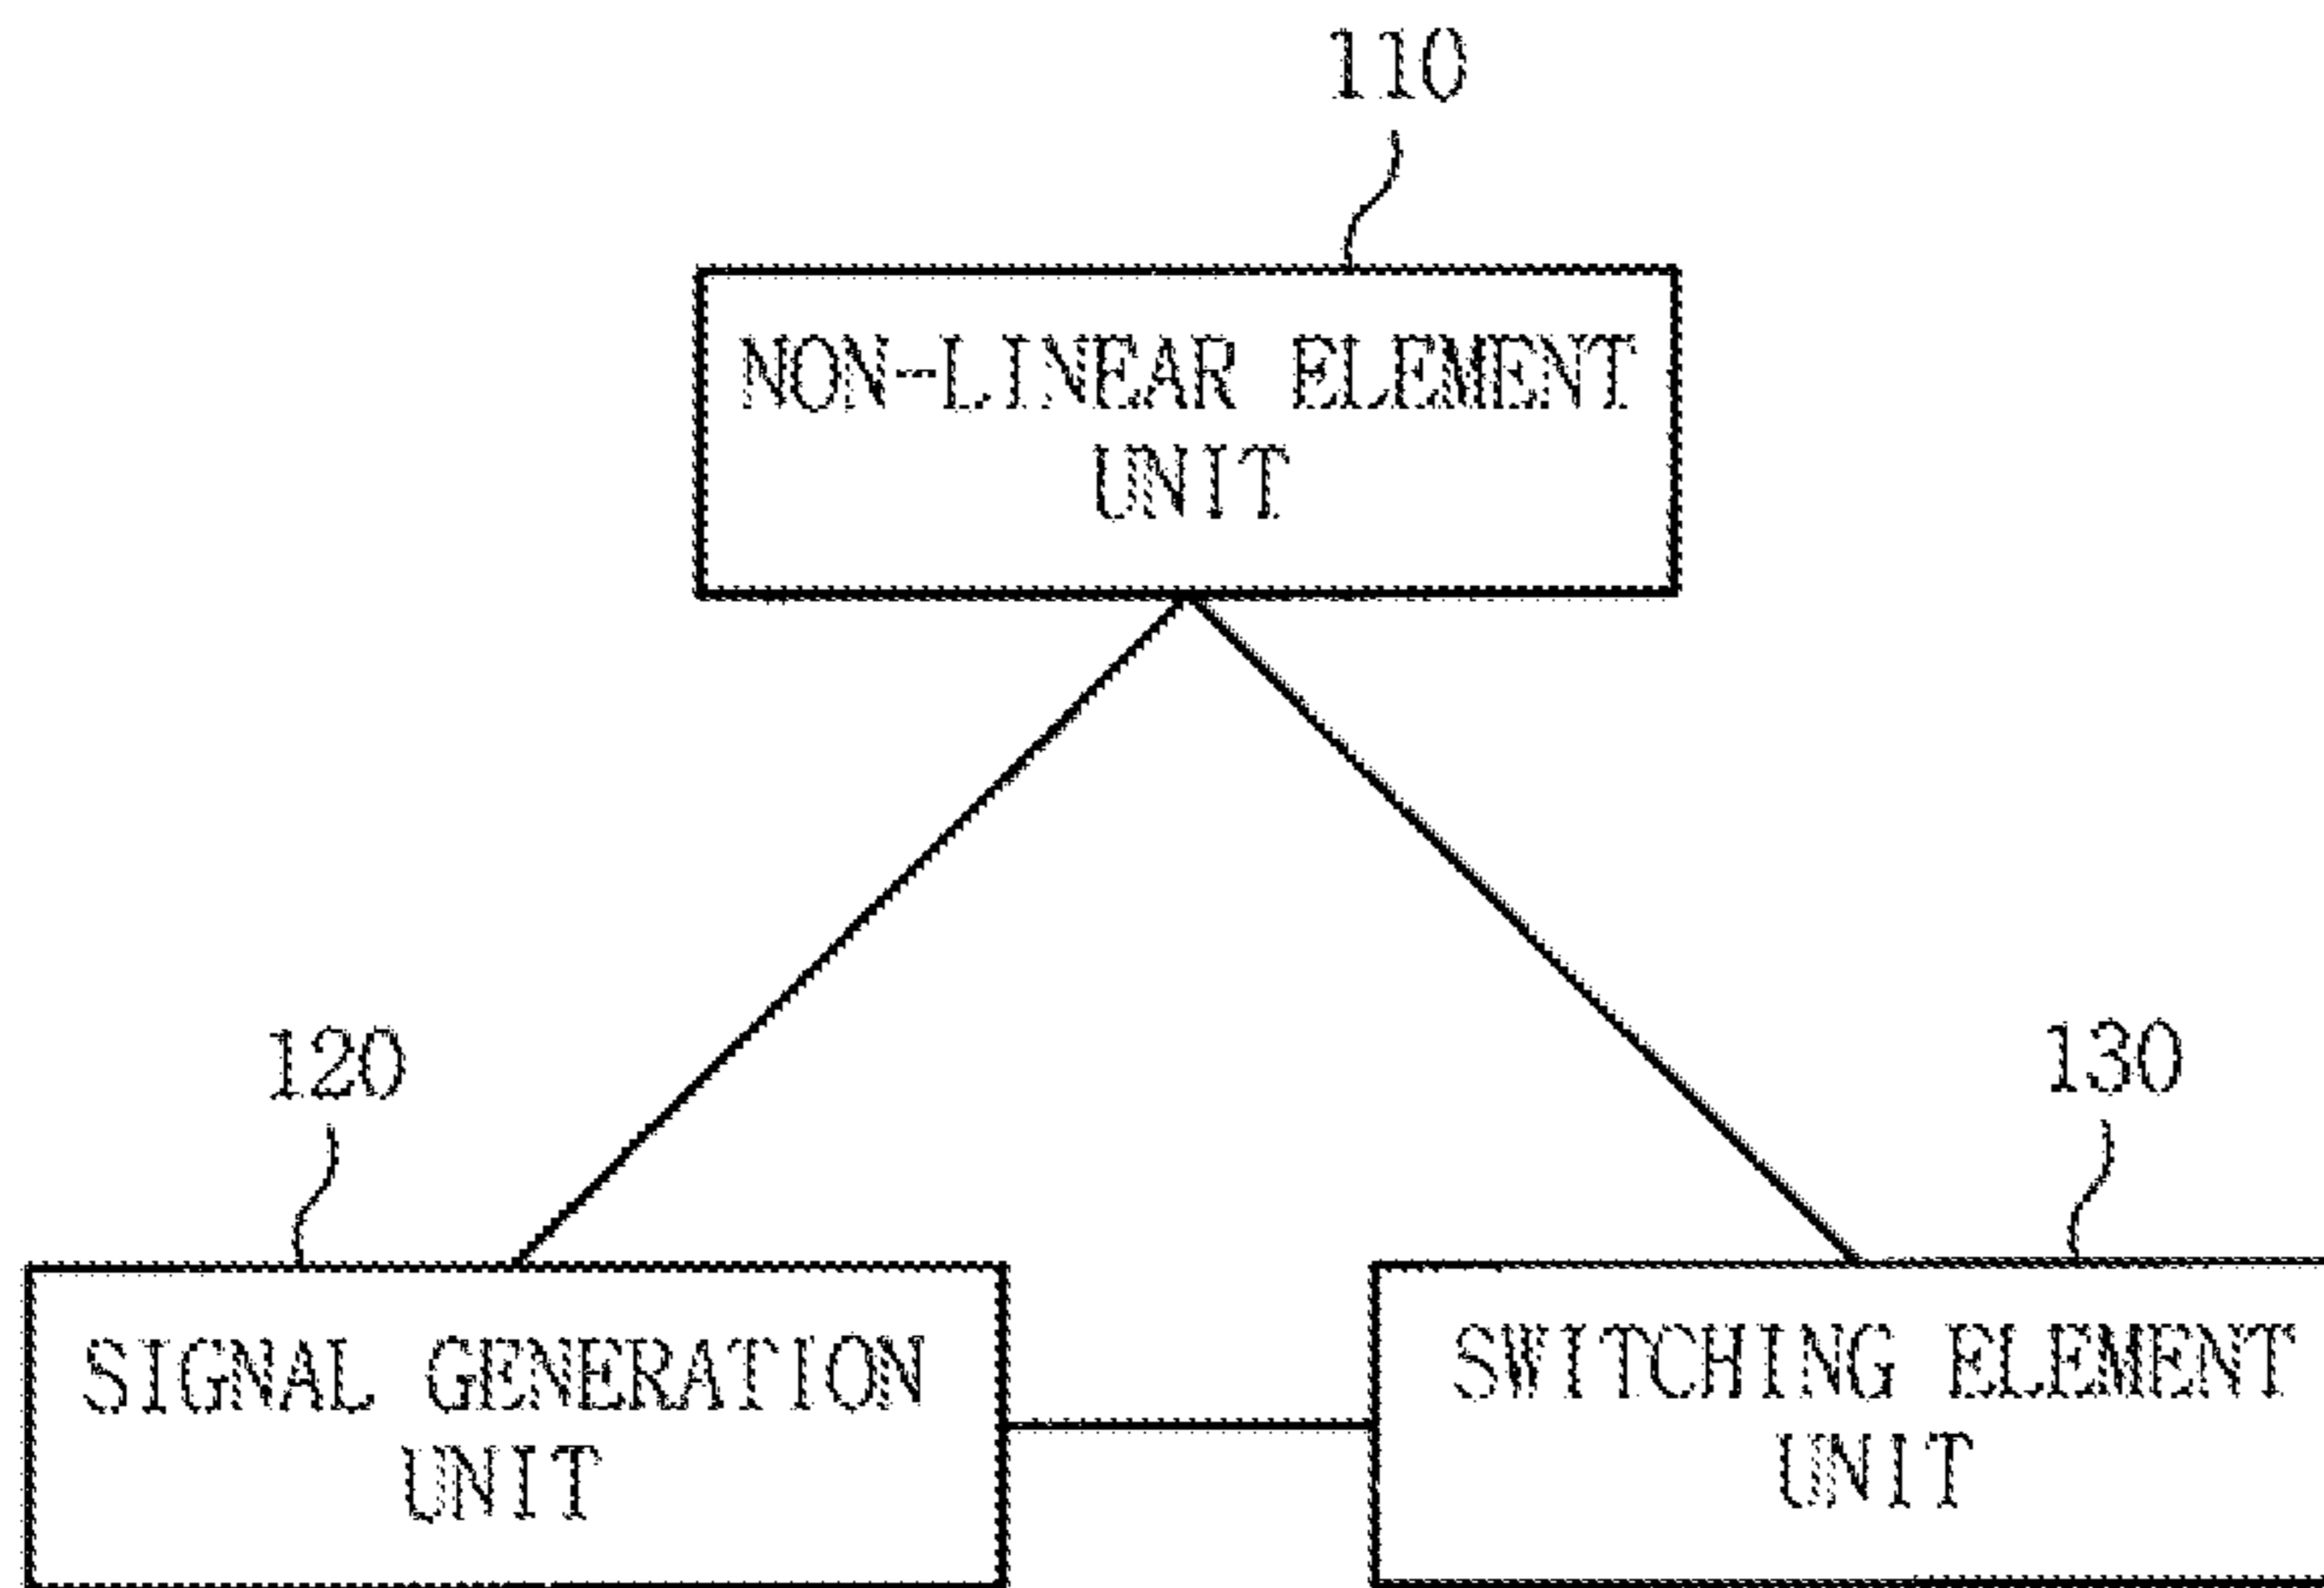 110
NON-LINEAR ELEMENT
UNIT
120
130
SIGNAL GENERATION
UNIT
SWITCHING ELEMENT
UNIT